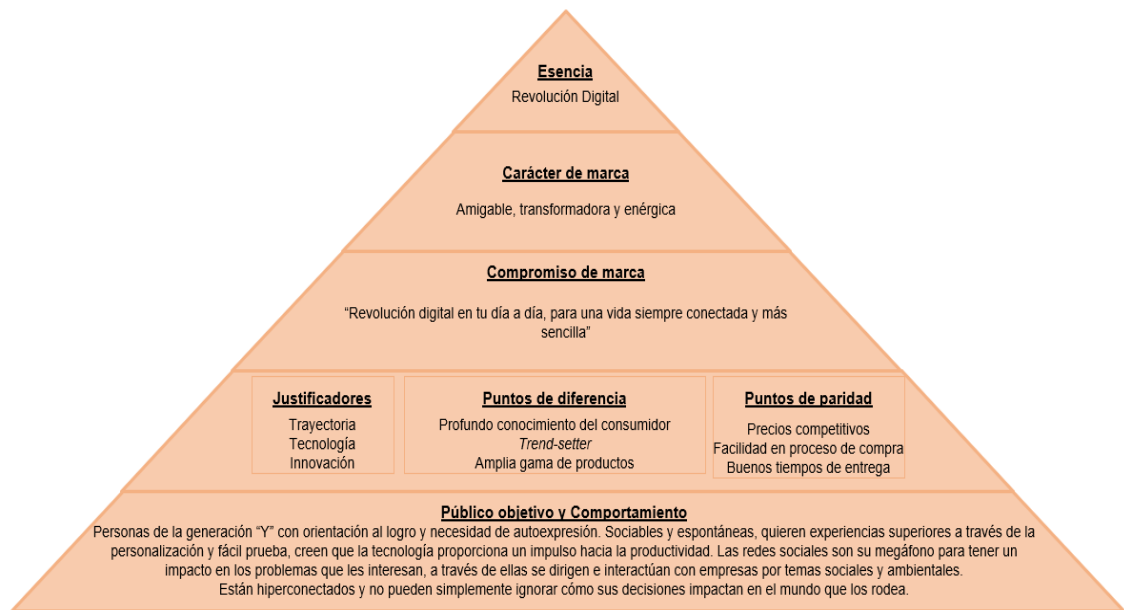 Esencia
Revolución Digital
Carácter de marca
Amigable, transformadora y enérgica
Compromiso de marca
“Revolución digital en tu día a día, para una vida siempre conectada y más
sencilla”
Justificadores
Trayectoria
Tecnología
Innovación
Puntos de diferencia
Profundo conocimiento del consumidor
Trend-setter
Amplia gama de productos
Puntos de paridad
Precios competitivos
Facilidad en proceso de compra
Buenos tiempos de entrega
Público objetivo y Comportamiento
Personas de la generación “Y” con orientación al logro y necesidad de autoexpresión. Sociables y espontáneas, quieren experiencias superiores a través de la
personalización y fácil prueba, creen que la tecnología proporciona un impulso hacia la productividad. Las redes sociales son su megáfono para tener un
impacto en los problemas que les interesan, a través de ellas se dirigen e interactúan con empresas por temas sociales y ambientales.
Están hiperconectados y no pueden simplemente ignorar cómo sus decisiones impactan en el mundo que los rodea.